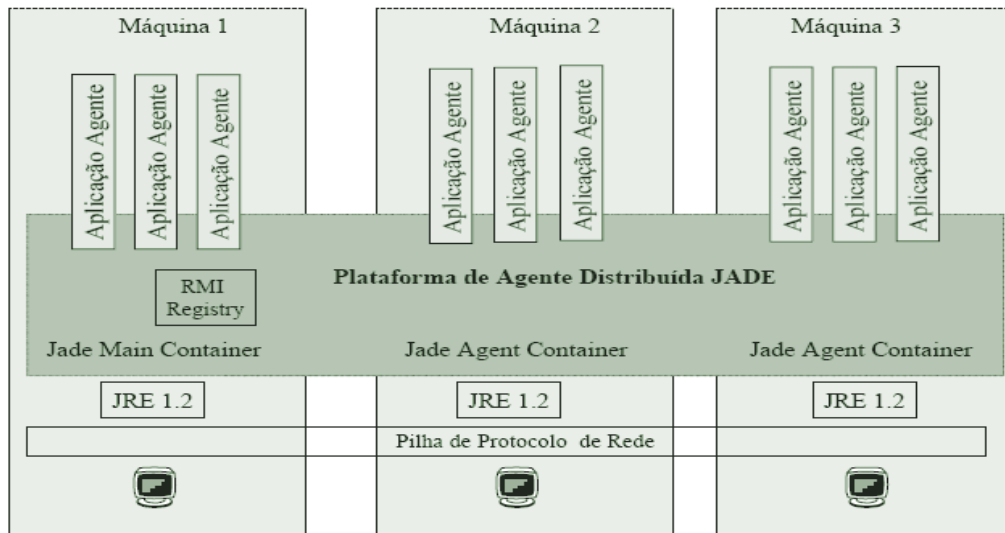 Máquina 1
Máquina 2
Máquina 3
Aplicação Agente
Aplicação Agente
Aplicação Agente
Aplicação Agente
Aplicação Agente
Aplicação Agente
Aplicação Agente
Aplicação Agente
Aplicação Agente
Plataforma de Agente Distribuída JADE
RMI
Registry
Jade Main Container
Jade Agent Container
Jade Agent Container
JRE 1.2
JRE 1.2
JRE 1.2
Pilha de Protocolo de Rede